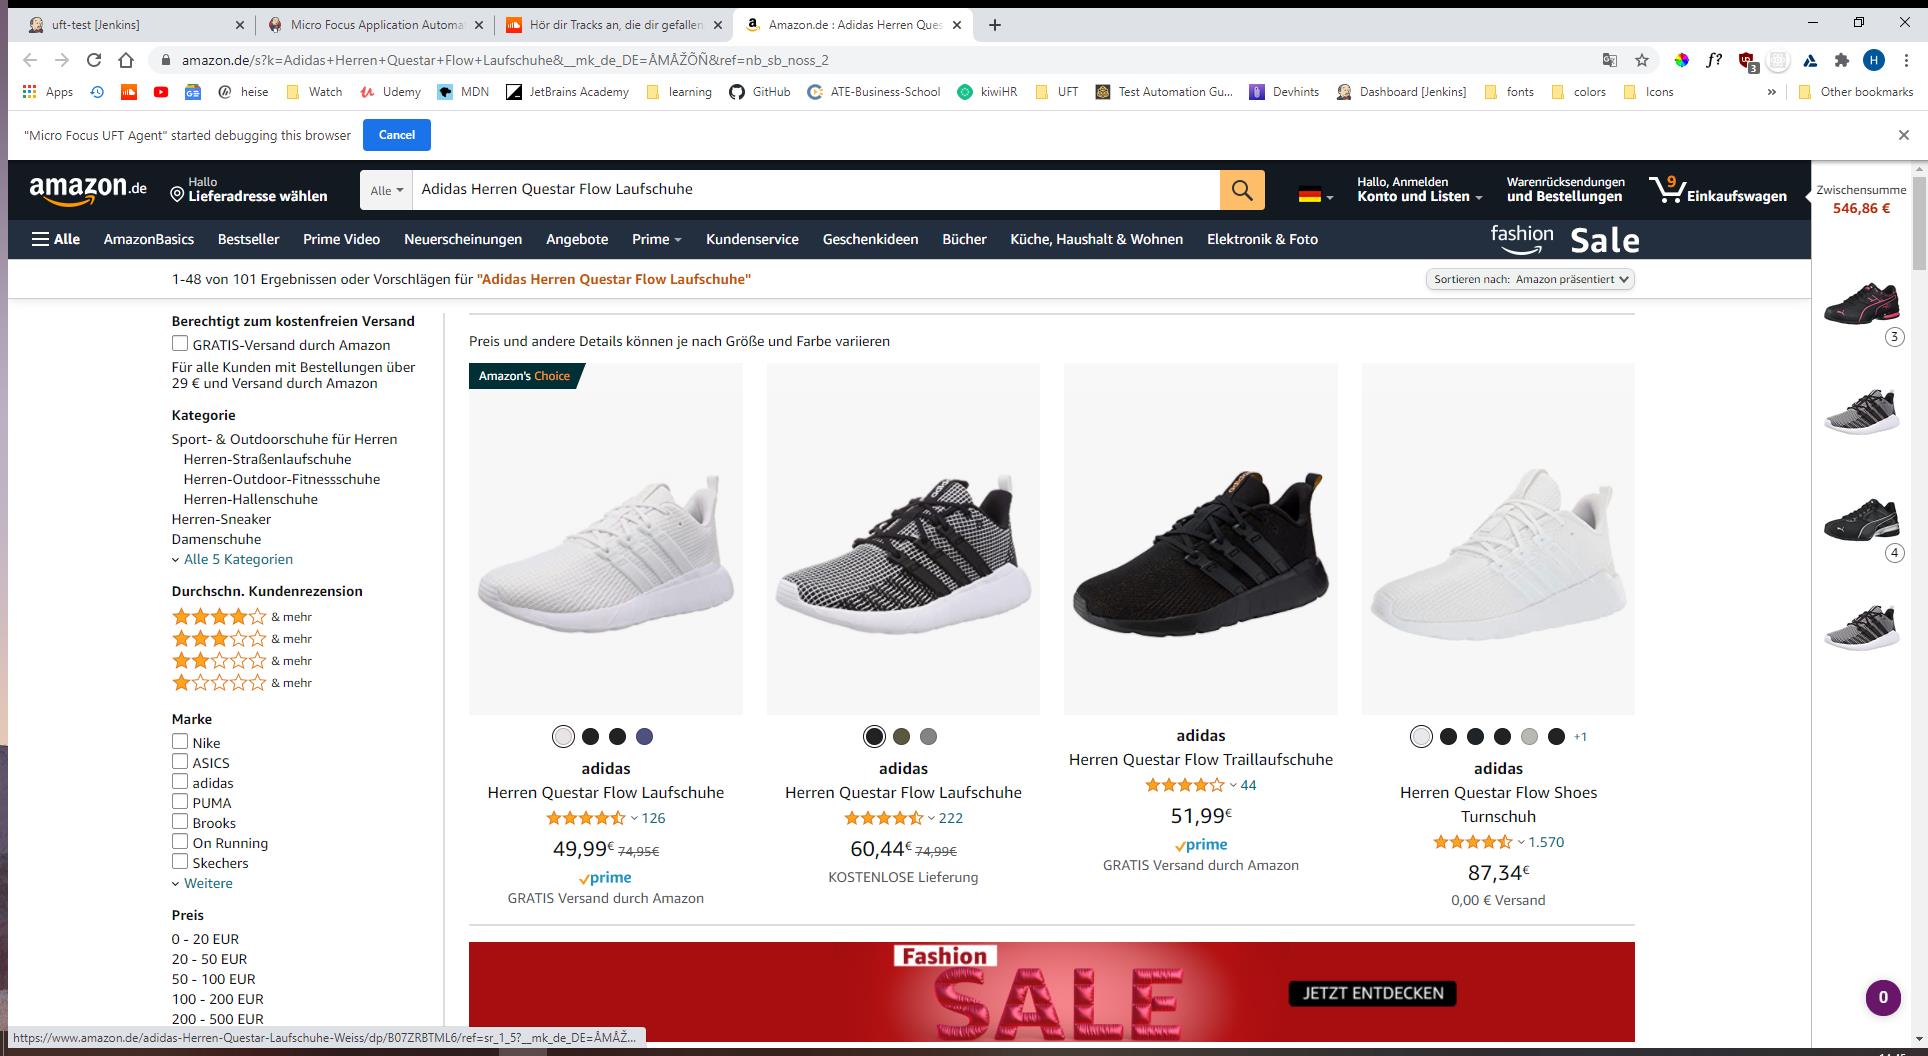 uft-test [Jenkins]
Micro Focus Application Automa
Hör dir Tracks an, die dir gefallen
Amazon.de : Adidas Herren Ques
amazon.de/s?k=Adidas+Herren+Questar+Flow+Laufschuhe&__mk_de_DE=ÅMÅŽÕÑ&ref=nb_sb_noss_2
f?
3
H
Apps
heise
Watch
Udemy
MDN
JetBrains Academy
learning
GitHub
ATE-Business-School
kiwiHR
UFT
Test Automation Gu...
Devhints
Dashboard [Jenkins]
fonts
colors
Icons
»
Other bookmarks
"Micro Focus UFT Agent" started debugging this browser
Cancel
amazon.de
Hallo
Lieferadresse wählen
Alle
Adidas Herren Questar Flow Laufschuhe
Hallo, Anmelden
Konto und Listen
Warenrücksendungen
und Bestellungen
9
Einkaufswagen
Zwischensumme
546,86 €
Alle
AmazonBasics
Bestseller
Prime Video
Neuerscheinungen
Angebote
Prime
Kundenservice
Geschenkideen
Bücher
Küche, Haushalt & Wohnen
Elektronik & Foto
fashion
Sale
1-48 von 101 Ergebnissen oder Vorschlägen für "Adidas Herren Questar Flow Laufschuhe"
Sortieren nach: Amazon präsentiert
Berechtigt zum kostenfreien Versand
GRATIS-Versand durch Amazon
Für alle Kunden mit Bestellungen über
29 € und Versand durch Amazon
Kategorie
Sport- & Outdoorschuhe für Herren
Herren-Straßenlaufschuhe
Herren-Outdoor-Fitnessschuhe
Herren-Hallenschuhe
Herren-Sneaker
Damenschuhe
Alle 5 Kategorien
Durchschn. Kundenrezension
& mehr
& mehr
& mehr
& mehr
Marke
Nike
ASICS
adidas
PUMA
Brooks
On Running
Skechers
Weitere
Preis
0 - 20 EUR
20 - 50 EUR
50 - 100 EUR
100 - 200 EUR
200 - 500 EUR
Preis und andere Details können je nach Größe und Farbe variieren
Amazon's Choice
adidas
Herren Questar Flow Laufschuhe
126
49,99€ 74,95€
prime
GRATIS Versand durch Amazon
adidas
Herren Questar Flow Laufschuhe
222
60,44€ 74,99€
KOSTENLOSE Lieferung
adidas
Herren Questar Flow Traillaufschuhe
44
51,99€
prime
GRATIS Versand durch Amazon
+1
adidas
Herren Questar Flow Shoes
Turnschuh
1.570
87,34€
0,00 € Versand
3
4
Fashion
SALE
JETZT ENTDECKEN
0
https://www.amazon.de/adidas-Herren-Questar-Laufschuhe-Weiss/dp/B07ZRBTML6/ref=sr_1_5?__mk_de_DE=ÅMÅŽ...